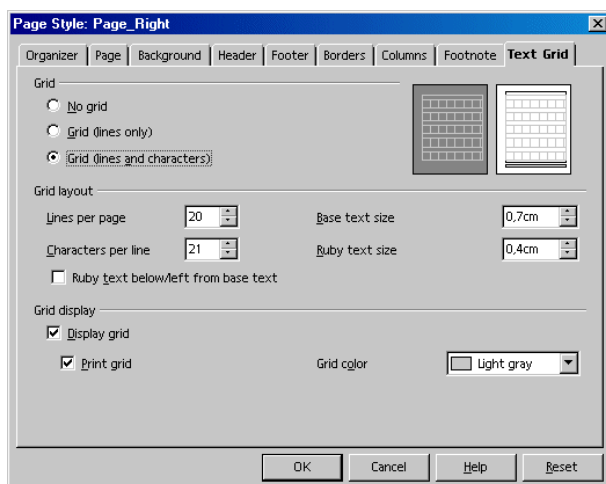 Page Style: Page_Right
Organizer Page Background Header Footer Borders Columns Footnote Text Grid
Grid
No grid
Grid (lines only)
Grid (lines and characters)
Grid layout
Lines per page 20 Base text size 0,7cm
Characters per line 21 Ruby text size 0,4cm
Ruby text below/left from base text
Grid display
Display grid
Print grid Grid color Light gray
OK Cancel Help Reset